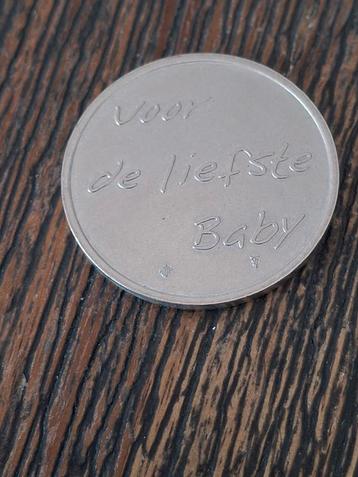 Voor
de liefste
Baby